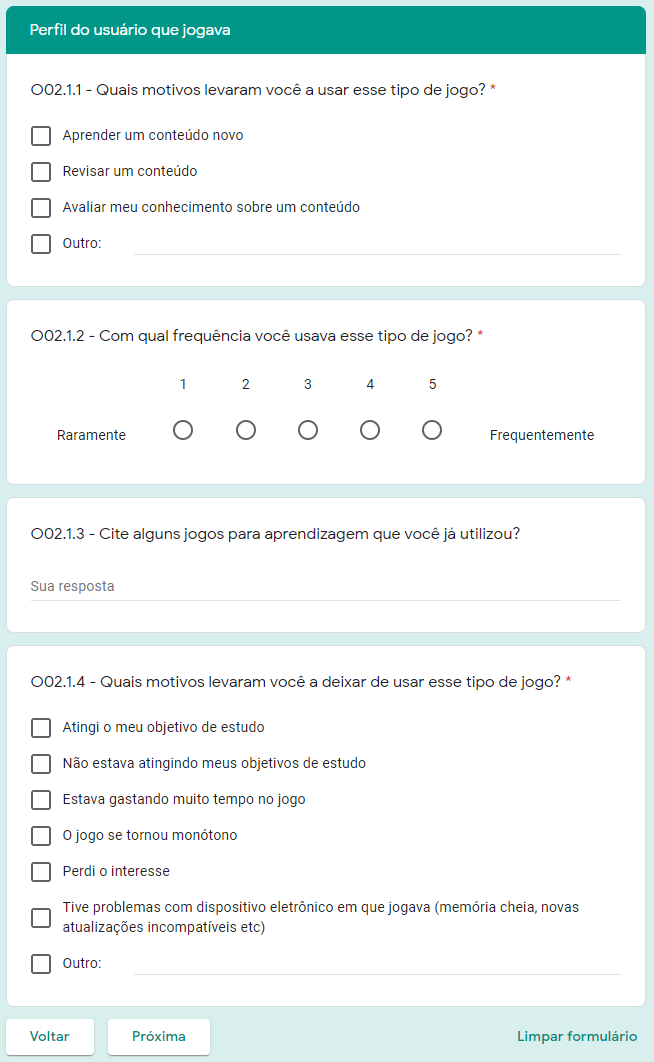 Perfil do usuário que jogava
O02.1.1 - Quais motivos levaram você a usar esse tipo de jogo? *
Aprender um conteúdo novo
Revisar um conteúdo
Avaliar meu conhecimento sobre um conteúdo
Outro:
O02.1.2 - Com qual frequência você usava esse tipo de jogo? *
1 2 3 4 5
Raramente Frequentemente
O02.1.3 - Cite alguns jogos para aprendizagem que você já utilizou?
Sua resposta
O02.1.4 - Quais motivos levaram você a deixar de usar esse tipo de jogo? *
Atingi o meu objetivo de estudo
Não estava atingindo meus objetivos de estudo
Estava gastando muito tempo no jogo
O jogo se tornou monótono
Perdi o interesse
Tive problemas com dispositivo eletrônico em que jogava (memória cheia, novas
atualizações incompatíveis etc)
Outro:
Voltar Próxima Limpar formulário